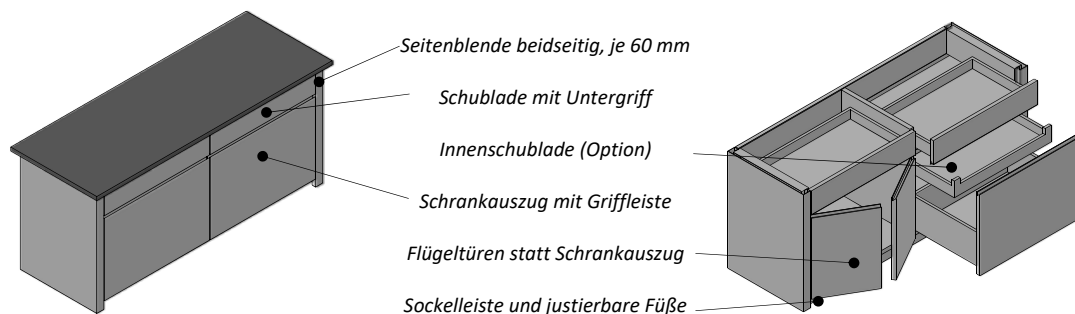 Seitenblende beidseitig, je 60 mm
Schublade mit Untergriff
Innenschublade (Option)
Schrankauszug mit Griffleiste
Flügeltüren statt Schrankauszug
Sockelleiste und justierbare Füße